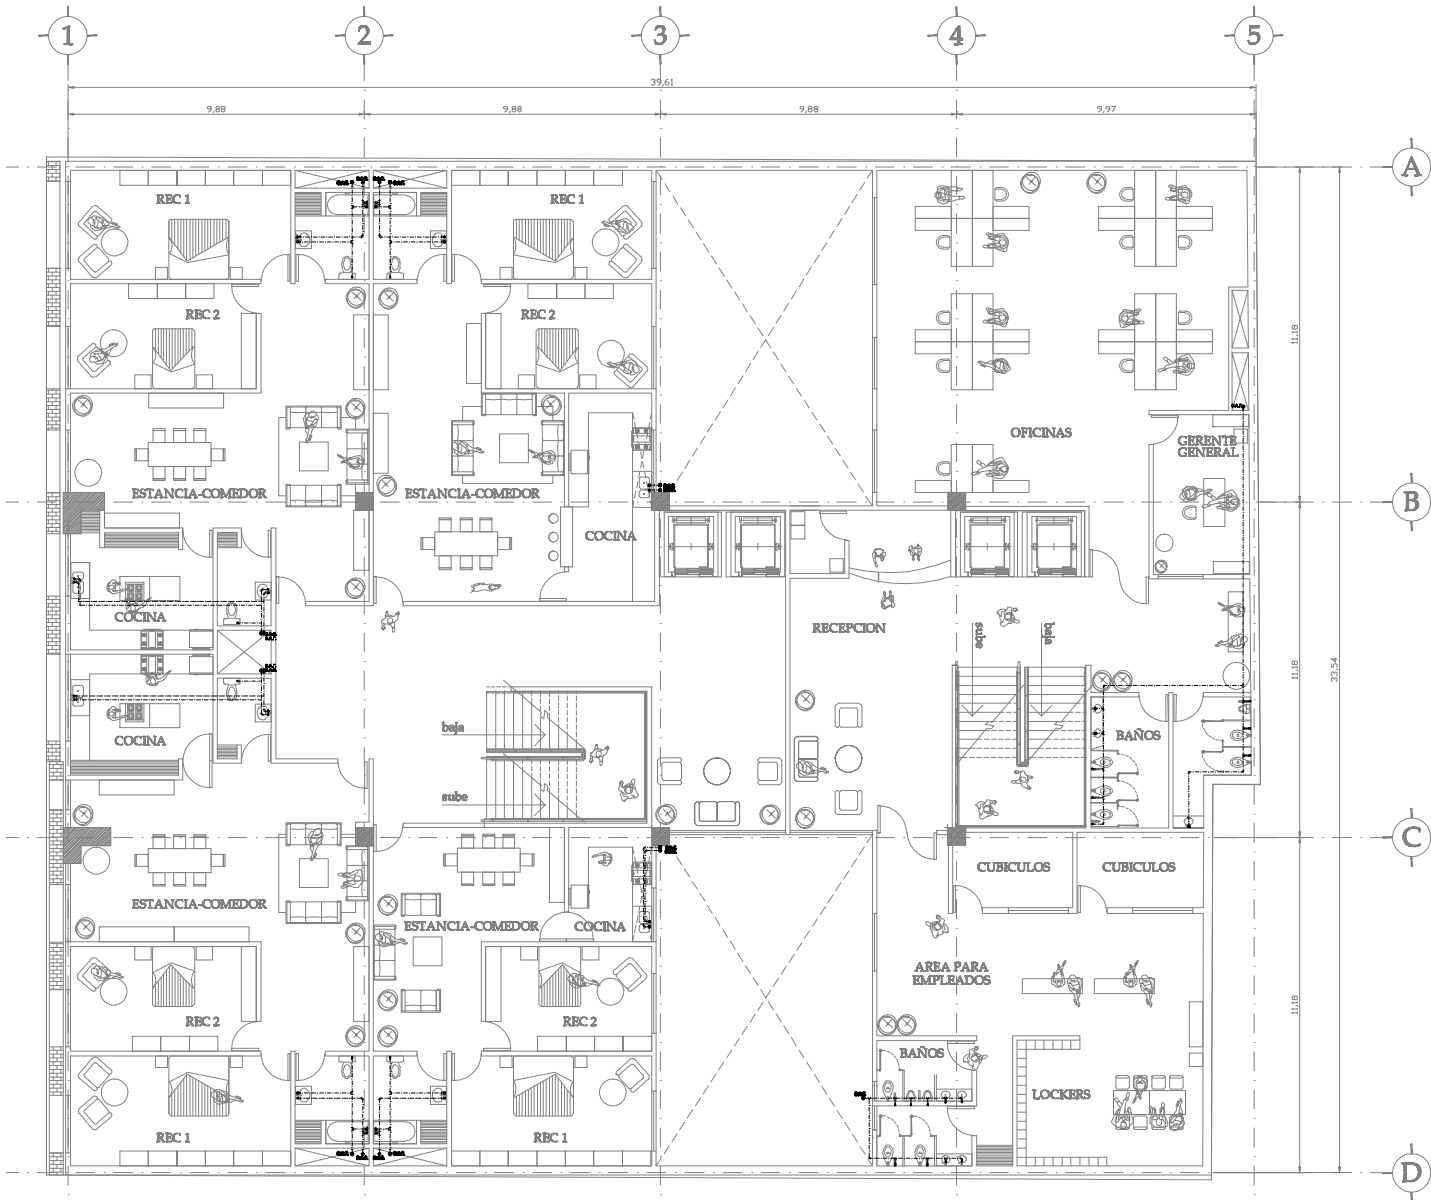 1 2 3 4 5
39,61
9,88 9,88 9,88 9,97
A
REC 1 REC 1
REC 2 REC 2
11,18
OFICINAS
GERENTE
GENERAL
ESTANCIA-COMEDOR ESTANCIA-COMEDOR
B
COCINA
COCINA
RECEPCION
sube baja
11,18
33,54
baja
BAÑOS
COCINA
sube
C
CUBICULOS CUBICULOS
ESTANCIA-COMEDOR
ESTANCIA-COMEDOR COCINA
AREA PARA
EMPLEADOS
11,18
REC 2 REC 2
BAÑOS
LOCKERS
REC 1 REC 1
D